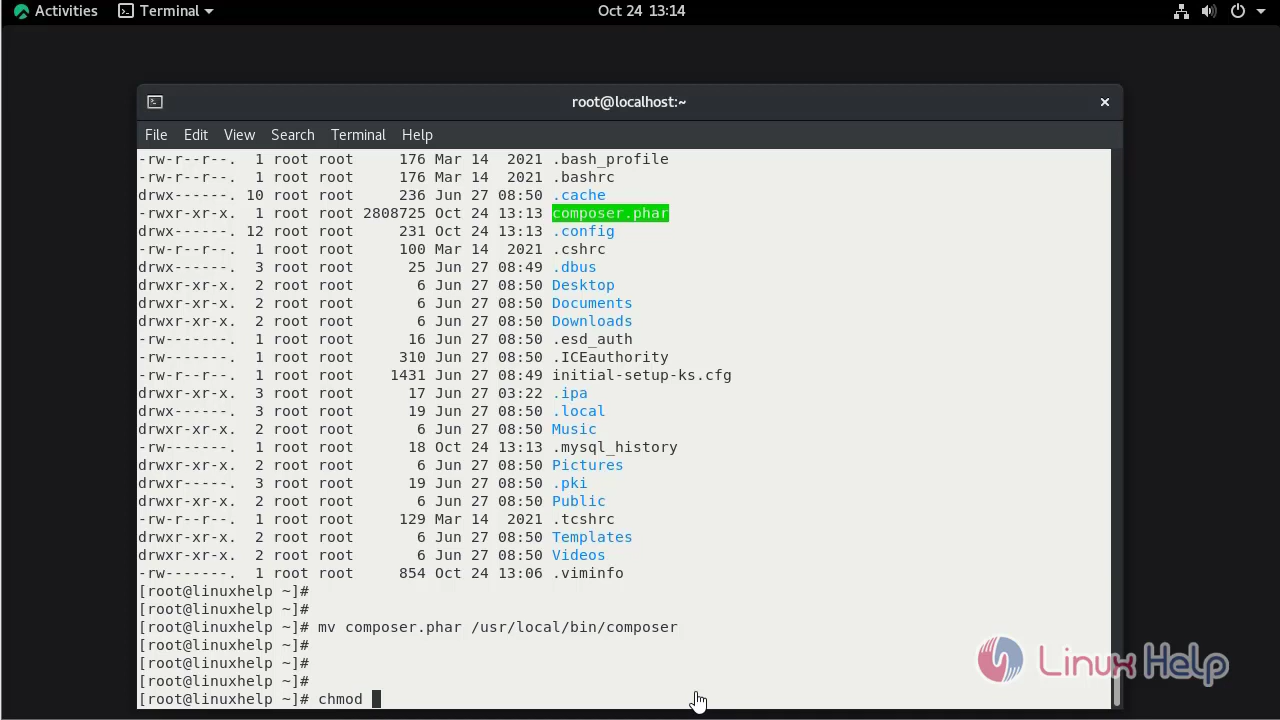 Activities Terminal Oct 24 13:14
root@localhost:~ ×
File Edit View Search Terminal Help
-rw-r--r--. 1 root root 176 Mar 14 2021 .bash_profile
-rw-r--r--. 1 root root 176 Mar 14 2021 .bashrc
drwx------. 10 root root 236 Jun 27 08:50 .cache
-rwxr-xr-x. 1 root root 2808725 Oct 24 13:13 composer.phar
drwx------. 12 root root 231 Oct 24 13:13 .config
-rw-r--r--. 1 root root 100 Mar 14 2021 .cshrc
drwx------. 3 root root 25 Jun 27 08:49 .dbus
drwxr-xr-x. 2 root root 6 Jun 27 08:50 Desktop
drwxr-xr-x. 2 root root 6 Jun 27 08:50 Documents
drwxr-xr-x. 2 root root 6 Jun 27 08:50 Downloads
-rw-------. 1 root root 16 Jun 27 08:50 .esd_auth
-rw-------. 1 root root 310 Jun 27 08:50 .ICEauthority
-rw-r--r--. 1 root root 1431 Jun 27 08:49 initial-setup-ks.cfg
drwxr-xr-x. 3 root root 17 Jun 27 03:22 .ipa
drwx------. 3 root root 19 Jun 27 08:50 .local
drwxr-xr-x. 2 root root 6 Jun 27 08:50 Music
-rw-------. 1 root root 18 Oct 24 13:13 .mysql_history
drwxr-xr-x. 2 root root 6 Jun 27 08:50 Pictures
drwxr-----. 3 root root 19 Jun 27 08:50 .pki
drwxr-xr-x. 2 root root 6 Jun 27 08:50 Public
-rw-r--r--. 1 root root 129 Mar 14 2021 .tcshrc
drwxr-xr-x. 2 root root 6 Jun 27 08:50 Templates
drwxr-xr-x. 2 root root 6 Jun 27 08:50 Videos
-rw-------. 1 root root 854 Oct 24 13:06 .viminfo
[root@linuxhelp ~]#
[root@linuxhelp ~]#
[root@linuxhelp ~]# mv composer.phar /usr/local/bin/composer
[root@linuxhelp ~]#
[root@linuxhelp ~]#
[root@linuxhelp ~]#
[root@linuxhelp ~]# chmod
Linux Help